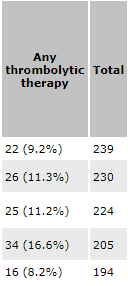 Any
thrombolytic Total
therapy
22 (9.2%) 239
26 (11.3%) 230
25 (11.2%) 224
34 (16.6%) 205
16 (8.2%) 194